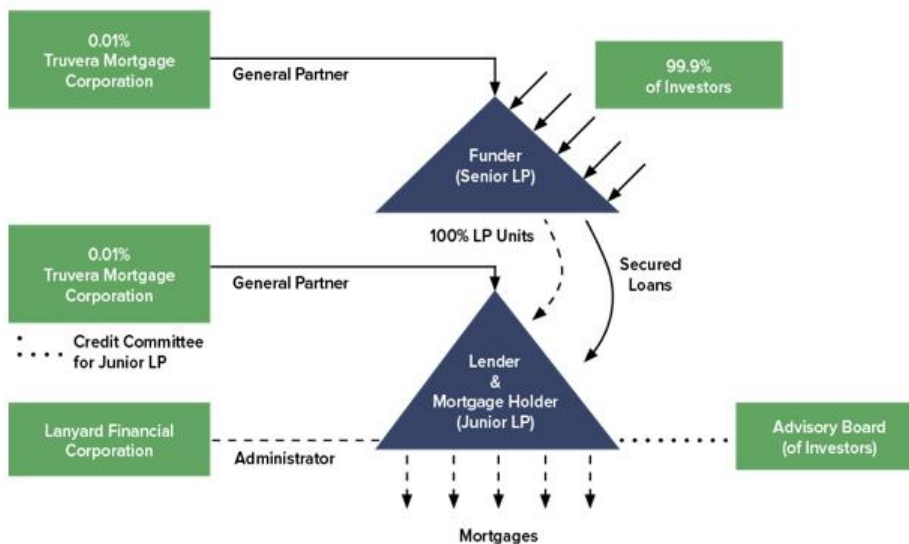 0.01%
Truvera Mortgage
Corporation
General Partner
99.9%
of Investors
Funder
(Senior LP)
100% LP Units
Secured
Loans
0.01%
Truvera Mortgage
Corporation
General Partner
Credit Committee
for Junior LP
Lender
&
Mortgage Holder
(Junior LP)
Lanyard Financial
Corporation
Administrator
Advisory Board
(of Investors)
Mortgages